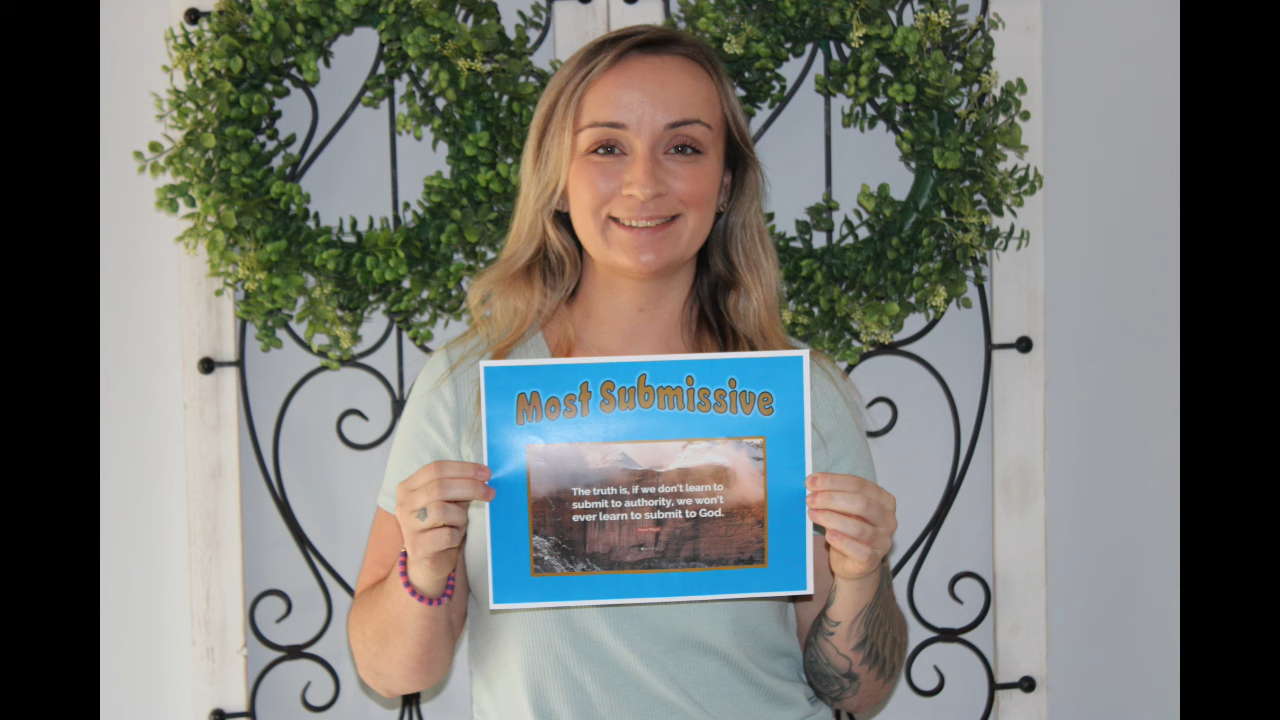 Most Submissive
The truth is, if we don't learn to
submit to authority, we won't
ever learn to submit to God.